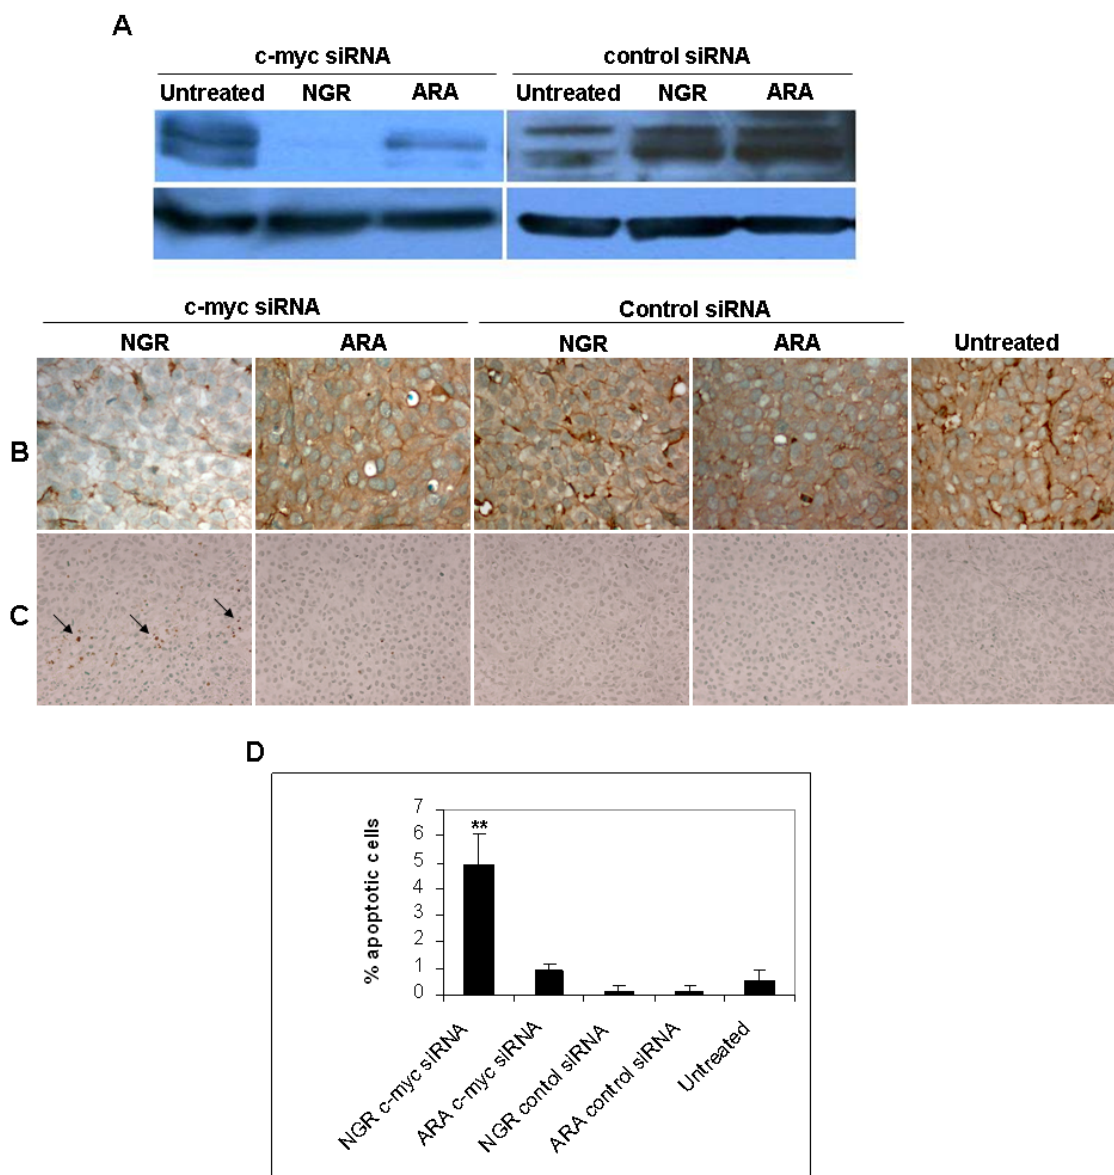 A
c-myc siRNA control siRNA
Untreated NGR ARA Untreated NGR ARA
c-myc siRNA Control siRNA
NGR ARA NGR ARA Untreated
B
C
D
% apoptotic cells
7
**
6
5
4
3
2
1
0
NGR c-myc siRNA
ARA c-myc siRNA
NGR contol siRNA
ARA control siRNA
Untreated